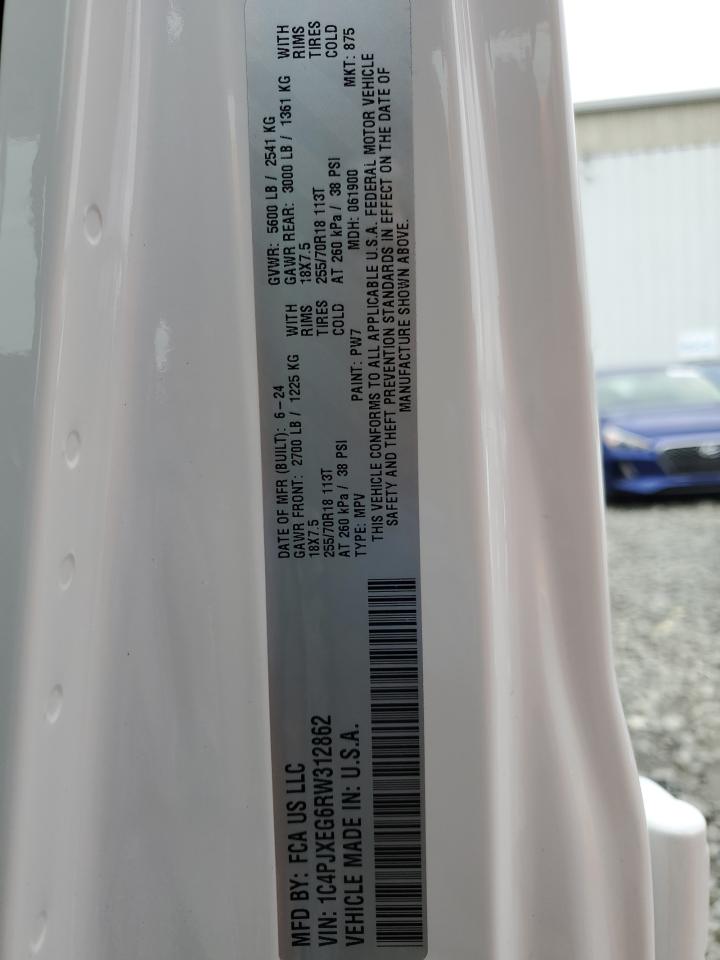 MFD BY: FCA US LLC
VIN: 1C4PJXEG6RW312862
VEHICLE MADE IN: U.S.A.
DATE OF MFR (BUILT): 6-24 GVWR: 5600 LB / 2541 KG
GAWR FRONT: 2700 LB / 1225 KG WITH GAWR REAR: 3000 LB / 1361 KG WITH
18X7.5 RIMS 18X7.5 RIMS
255/70R18 113T TIRES 255/70R18 113T TIRES
AT 260 kPa / 38 PSI COLD AT 260 kPa / 38 PSI COLD
TYPE: MPV PAINT: PW7 MDH: 061900 MKT: 875
THIS VEHICLE CONFORMS TO ALL APPLICABLE U.S.A. FEDERAL MOTOR VEHICLE
SAFETY AND THEFT PREVENTION STANDARDS IN EFFECT ON THE DATE OF
MANUFACTURE SHOWN ABOVE.